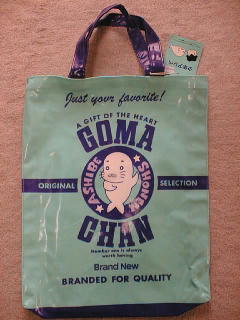 Just your favorite!
A GIFT OF THE HEART
GOMA
ASHIBE SHONEN
ORIGINAL SELECTION
CHAN
Number one is always
worth having
Brand New
BRANDED FOR QUALITY